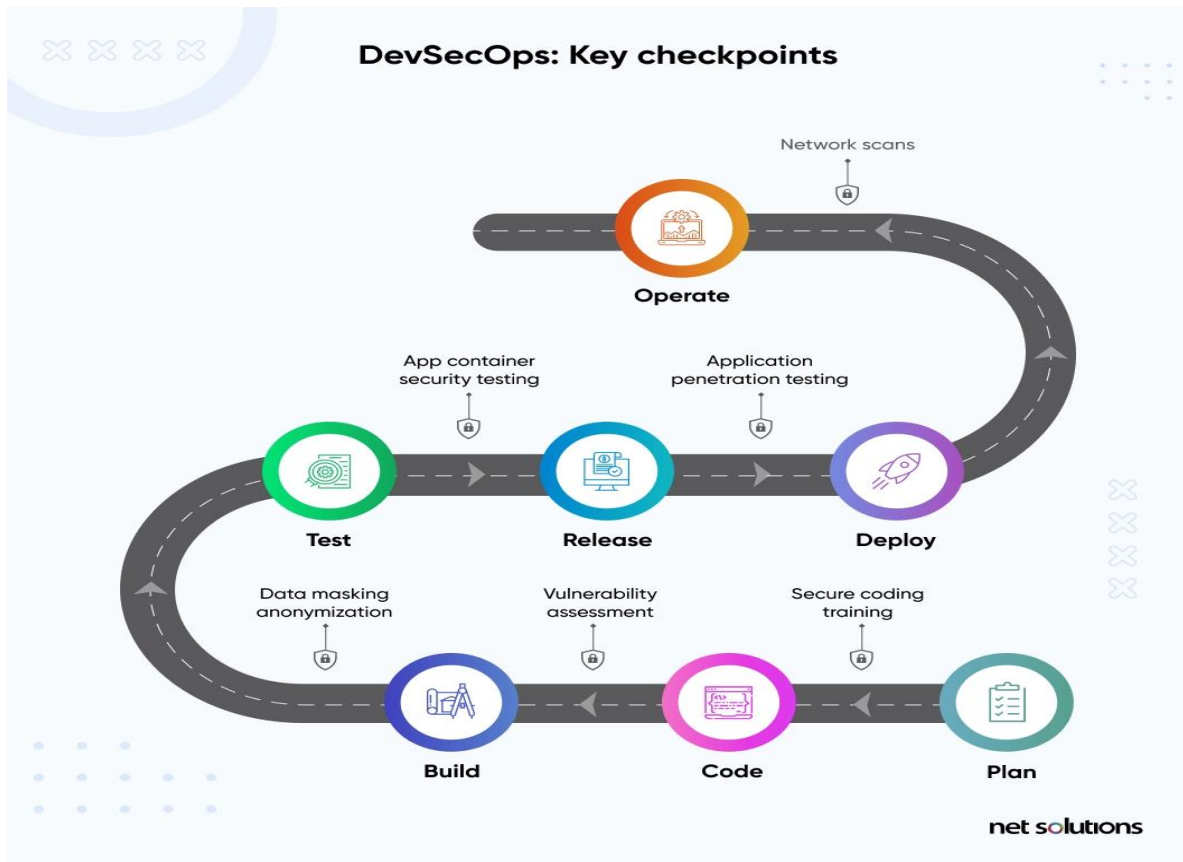 DevSecOps: Key checkpoints
Network scans
Operate
App container
security testing
Application
penetration testing
Test
Release
Deploy
Data masking
anonymization
Vulnerability
assessment
Secure coding
training
Build
Code
Plan
net solutions